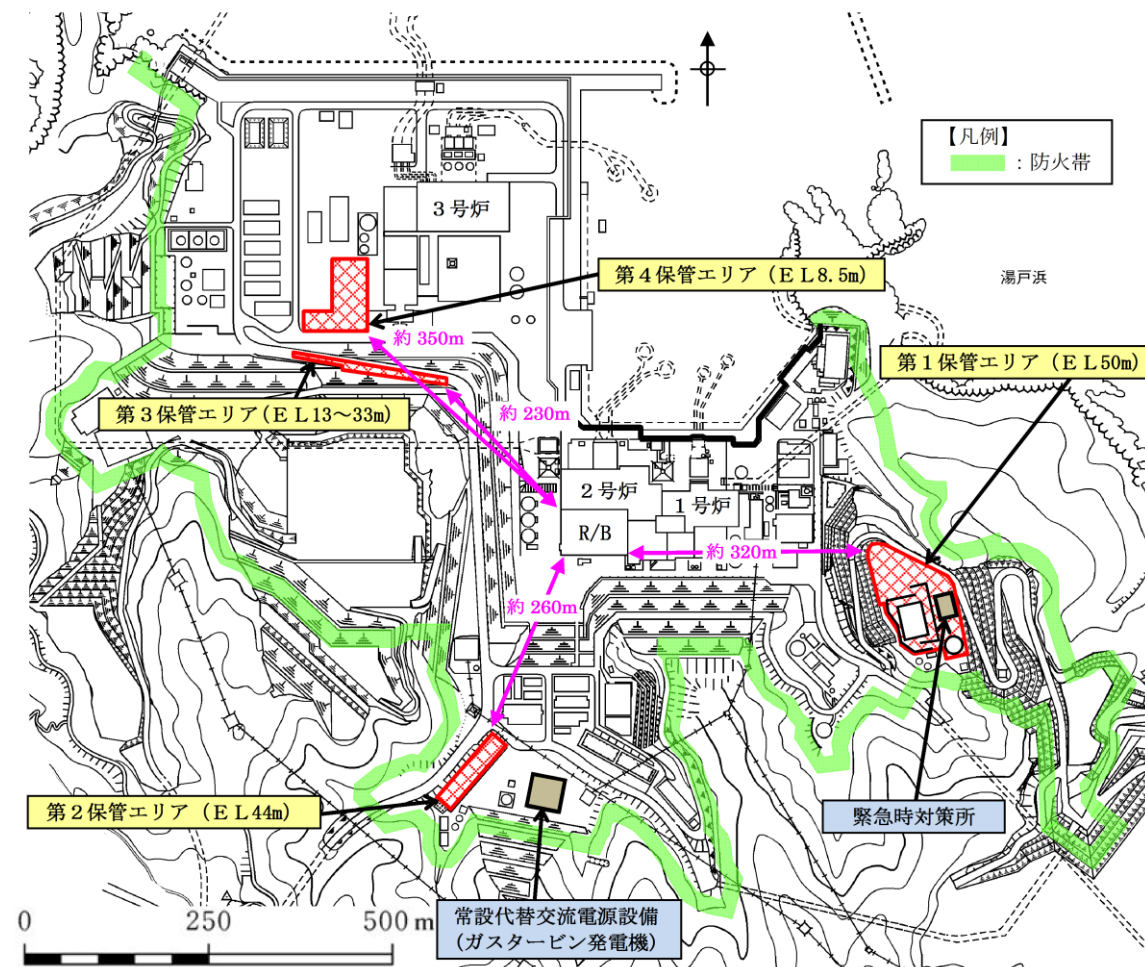 【凡例】
：防火帯
3号炉
湯戸浜
第4保管エリア（EL8.5m）
約 350m
第1保管エリア（EL50m）
第3保管エリア（EL13～33m）
約 230m
2号炉
1号炉
R/B
約 320m
約 260m
第2保管エリア（EL44m）
緊急時対策所
常設代替交流電源設備
（ガスタービン発電機）
0 250 500 m